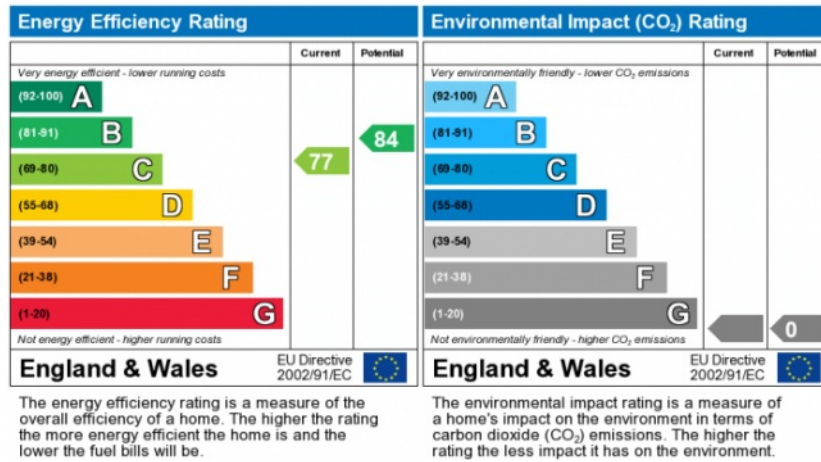 Energy Efficiency Rating
Current Potential
Very energy efficient - lower running costs
(92-100) A
(81-91) B
84
(69-80) C
77
(55-68) D
(39-54) E
(21-38) F
(1-20) G
Not energy efficient - higher running costs
England & Wales
EU Directive
2002/91/EC
The energy efficiency rating is a measure of the
overall efficiency of a home. The higher the rating
the more energy efficient the home is and the
lower the fuel bills will be.
Environmental Impact (CO₂) Rating
Current Potential
Very environmentally friendly - lower CO₂ emissions
(92-100) A
(81-91) B
(69-80) C
(55-68) D
(39-54) E
(21-38) F
(1-20) G
0
Not environmentally friendly - higher CO₂ emissions
England & Wales
EU Directive
2002/91/EC
The environmental impact rating is a measure of
a home's impact on the environment in terms of
carbon dioxide (CO₂) emissions. The higher the
rating the less impact it has on the environment.